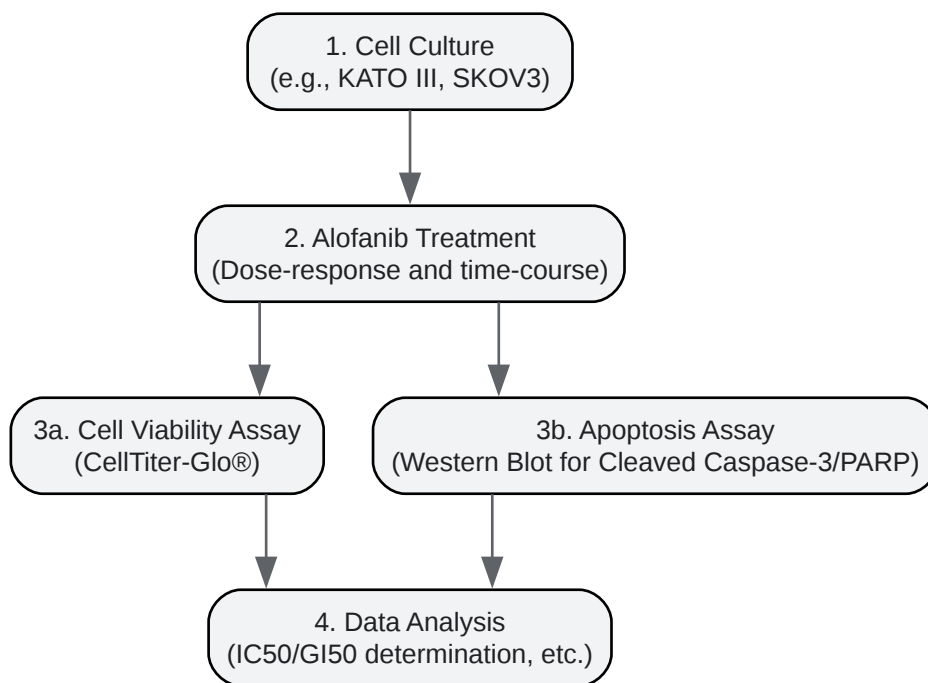 1. Cell Culture
(e.g., KATO III, SKOV3)
2. Alofanib Treatment
(Dose-response and time-course)
3a. Cell Viability Assay
(CellTiter-Glo®)
3b. Apoptosis Assay
(Western Blot for Cleaved Caspase-3/PARP)
4. Data Analysis
(IC50/GI50 determination, etc.)